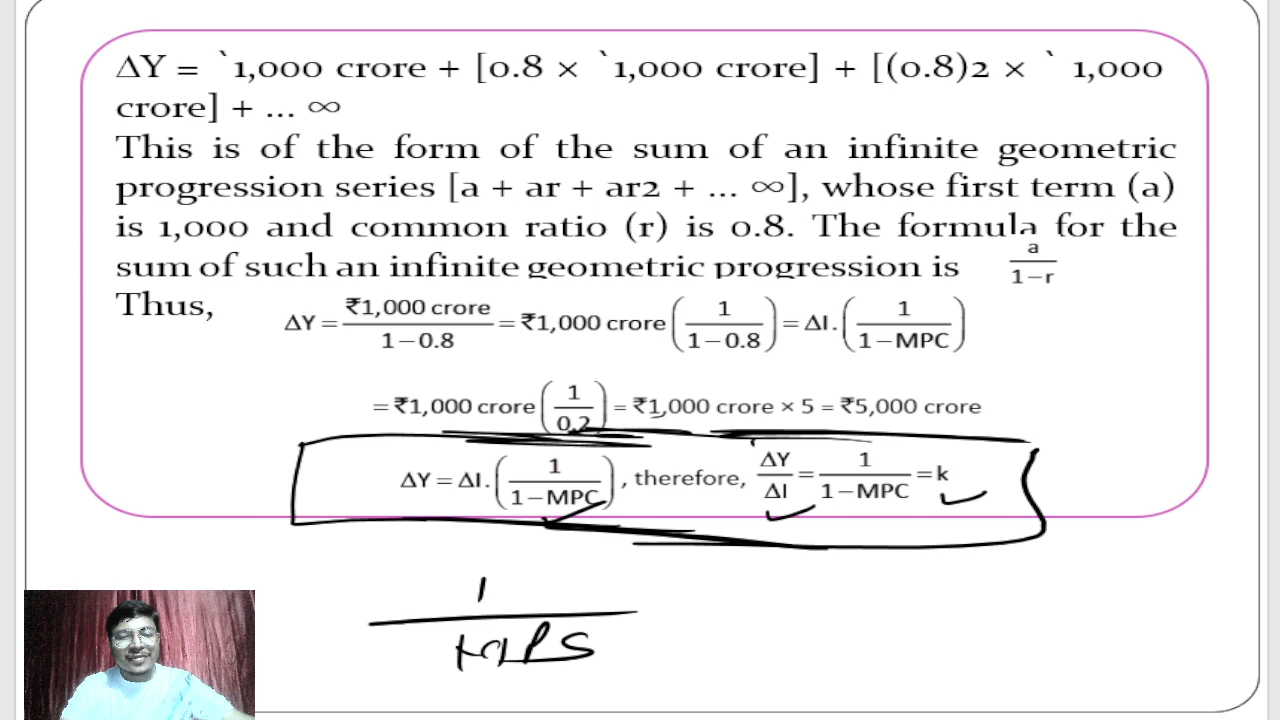 ΔY = `1,000 crore + [0.8 × `1,000 crore] + [(0.8)2 × ` 1,000
crore] + ... ∞
This is of the form of the sum of an infinite geometric
progression series [a + ar + ar2 + ... ∞], whose first term (a)
is 1,000 and common ratio (r) is 0.8. The formula for the
sum of such an infinite geometric progression is a/1−r
Thus,
ΔY = ₹1,000 crore/1−0.8 = ₹1,000 crore (1/1−0.8) = ΔI. (1/1−MPC)
= ₹1,000 crore (1/0.2) = ₹1,000 crore × 5 = ₹5,000 crore
ΔY = ΔI. (1/1−MPC), therefore, ΔY/ΔI = 1/1−MPC = k
1
MPS